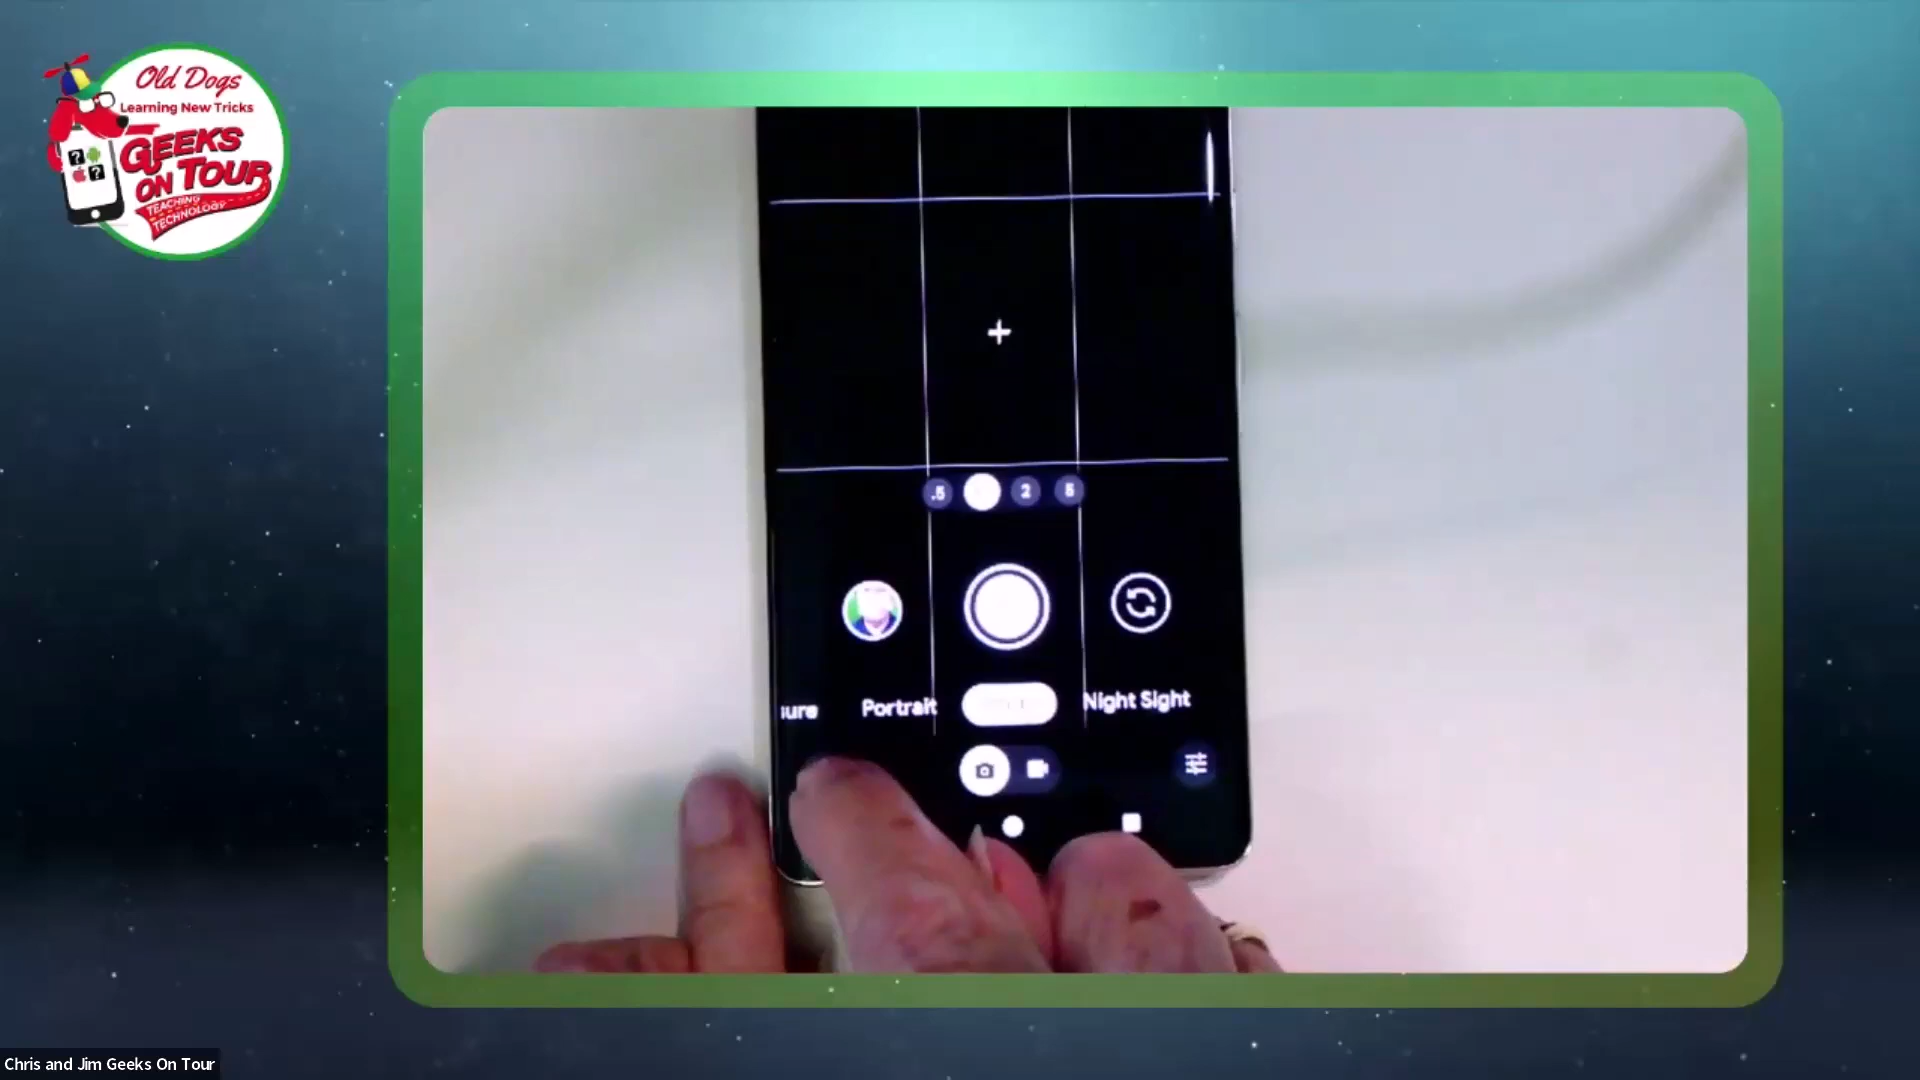 Old Dogs
Learning New Tricks
GEEKS
ON TOUR
TEACHING
TECHNOLOGY
? 
?
.5 2 5
Portrait Night Sight
Chris and Jim Geeks On Tour